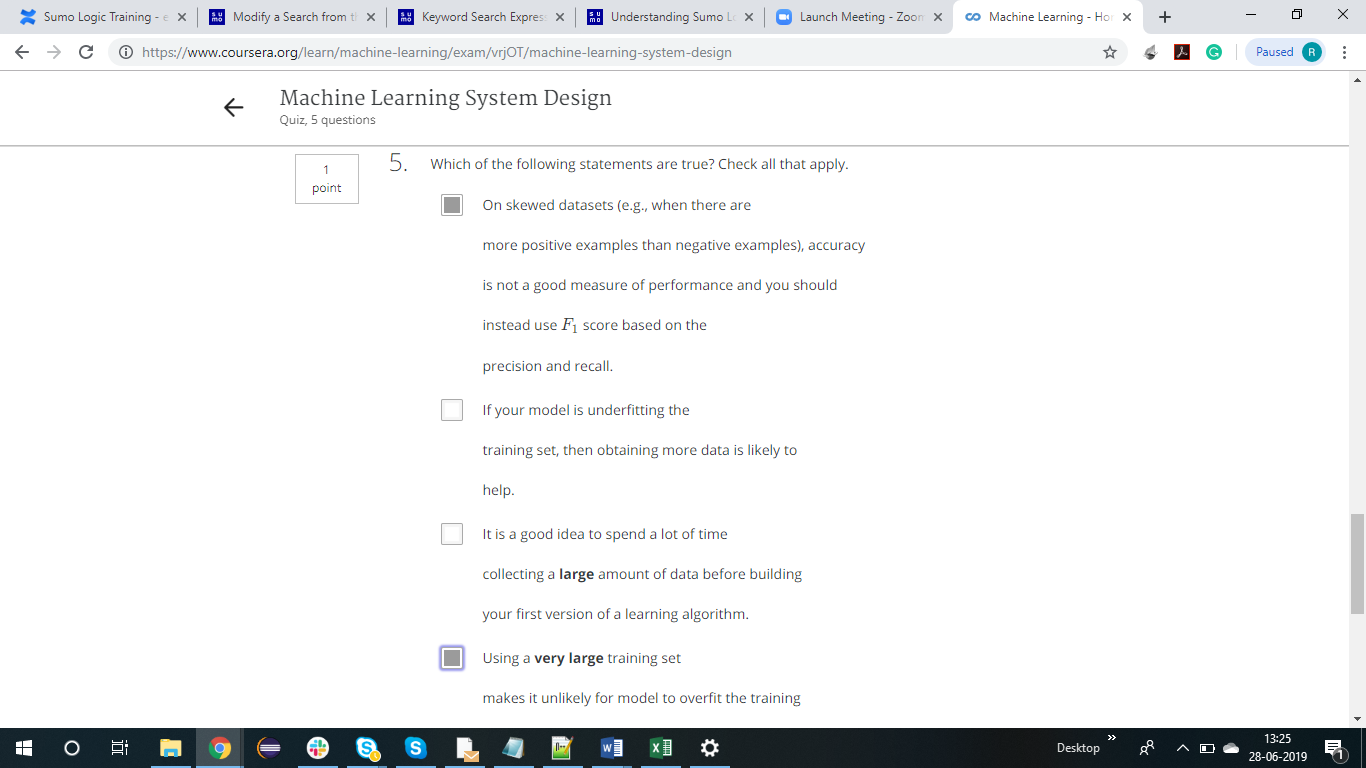 Sumo Logic Training - e
Modify a Search from th
Keyword Search Express
Understanding Sumo Lo
Launch Meeting - Zoom
Machine Learning - Hor
https://www.coursera.org/learn/machine-learning/exam/vrjOT/machine-learning-system-design
Paused
R
Machine Learning System Design
Quiz, 5 questions
1
point
5.
Which of the following statements are true? Check all that apply.
On skewed datasets (e.g., when there are
more positive examples than negative examples), accuracy
is not a good measure of performance and you should
instead use F1 score based on the
precision and recall.
If your model is underfitting the
training set, then obtaining more data is likely to
help.
It is a good idea to spend a lot of time
collecting a large amount of data before building
your first version of a learning algorithm.
Using a very large training set
makes it unlikely for model to overfit the training
Desktop
13:25
28-06-2019
1